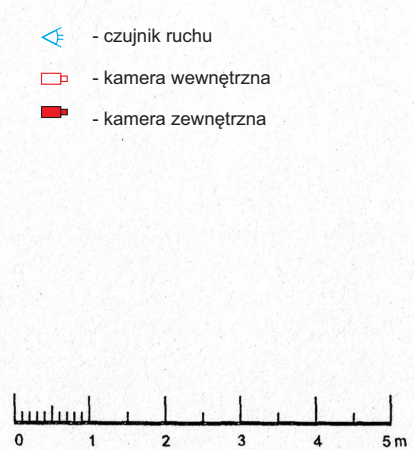 - czujnik ruchu
- kamera wewnętrzna
- kamera zewnętrzna
0 1 2 3 4 5 m